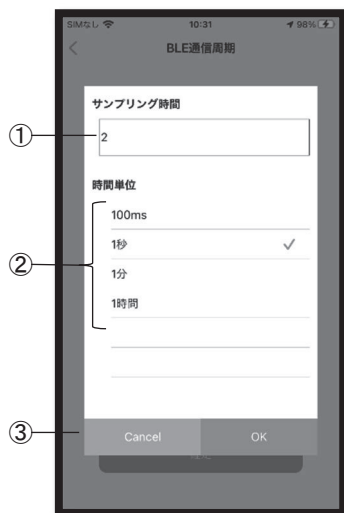 SIMなし 10:31 98%
BLE通信周期
サンプリング時間
① 2
時間単位
100ms
② 1秒 ✓
1分
1時間
③ Cancel OK